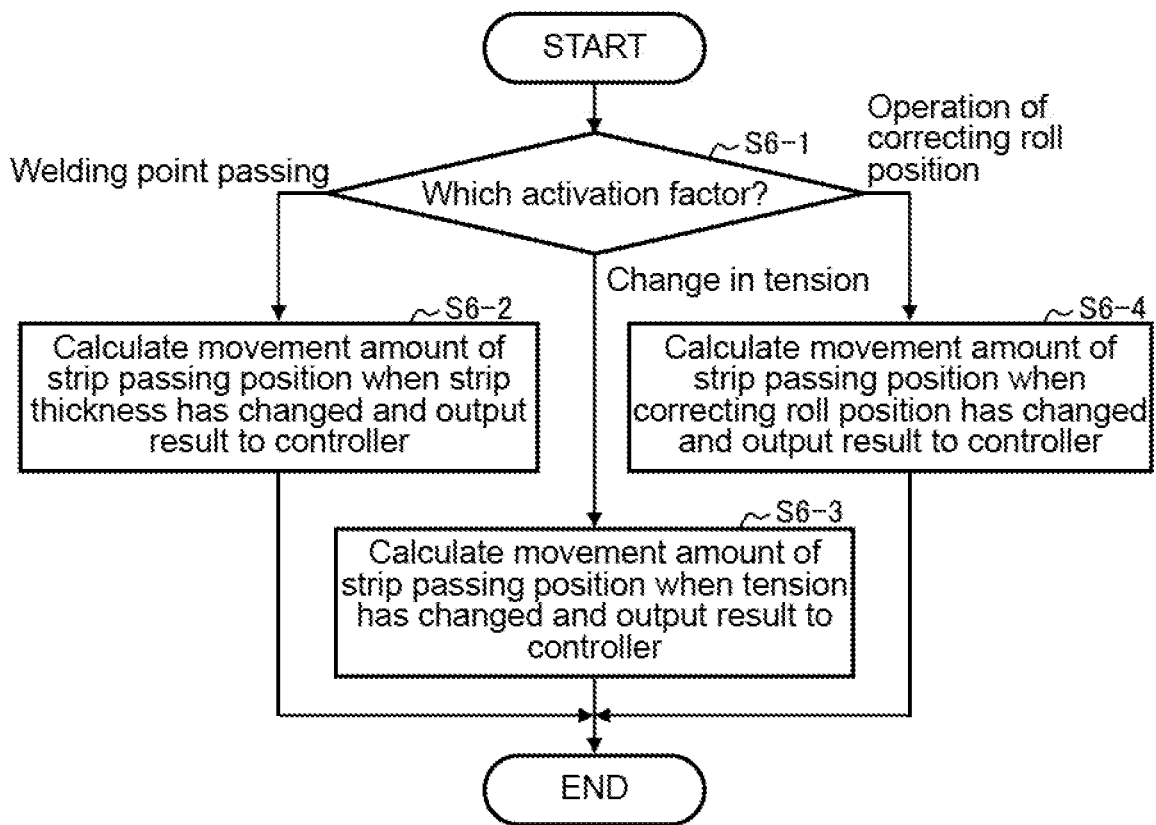 START
S6-1
Operation of
correcting roll
position
Welding point passing
Which activation factor?
Change in tension
S6-2
Calculate movement amount of
strip passing position when strip
thickness has changed and output
result to controller
S6-4
Calculate movement amount of
strip passing position when
correcting roll position has changed
and output result to controller
S6-3
Calculate movement amount of
strip passing position when tension
has changed and output result to
controller
END